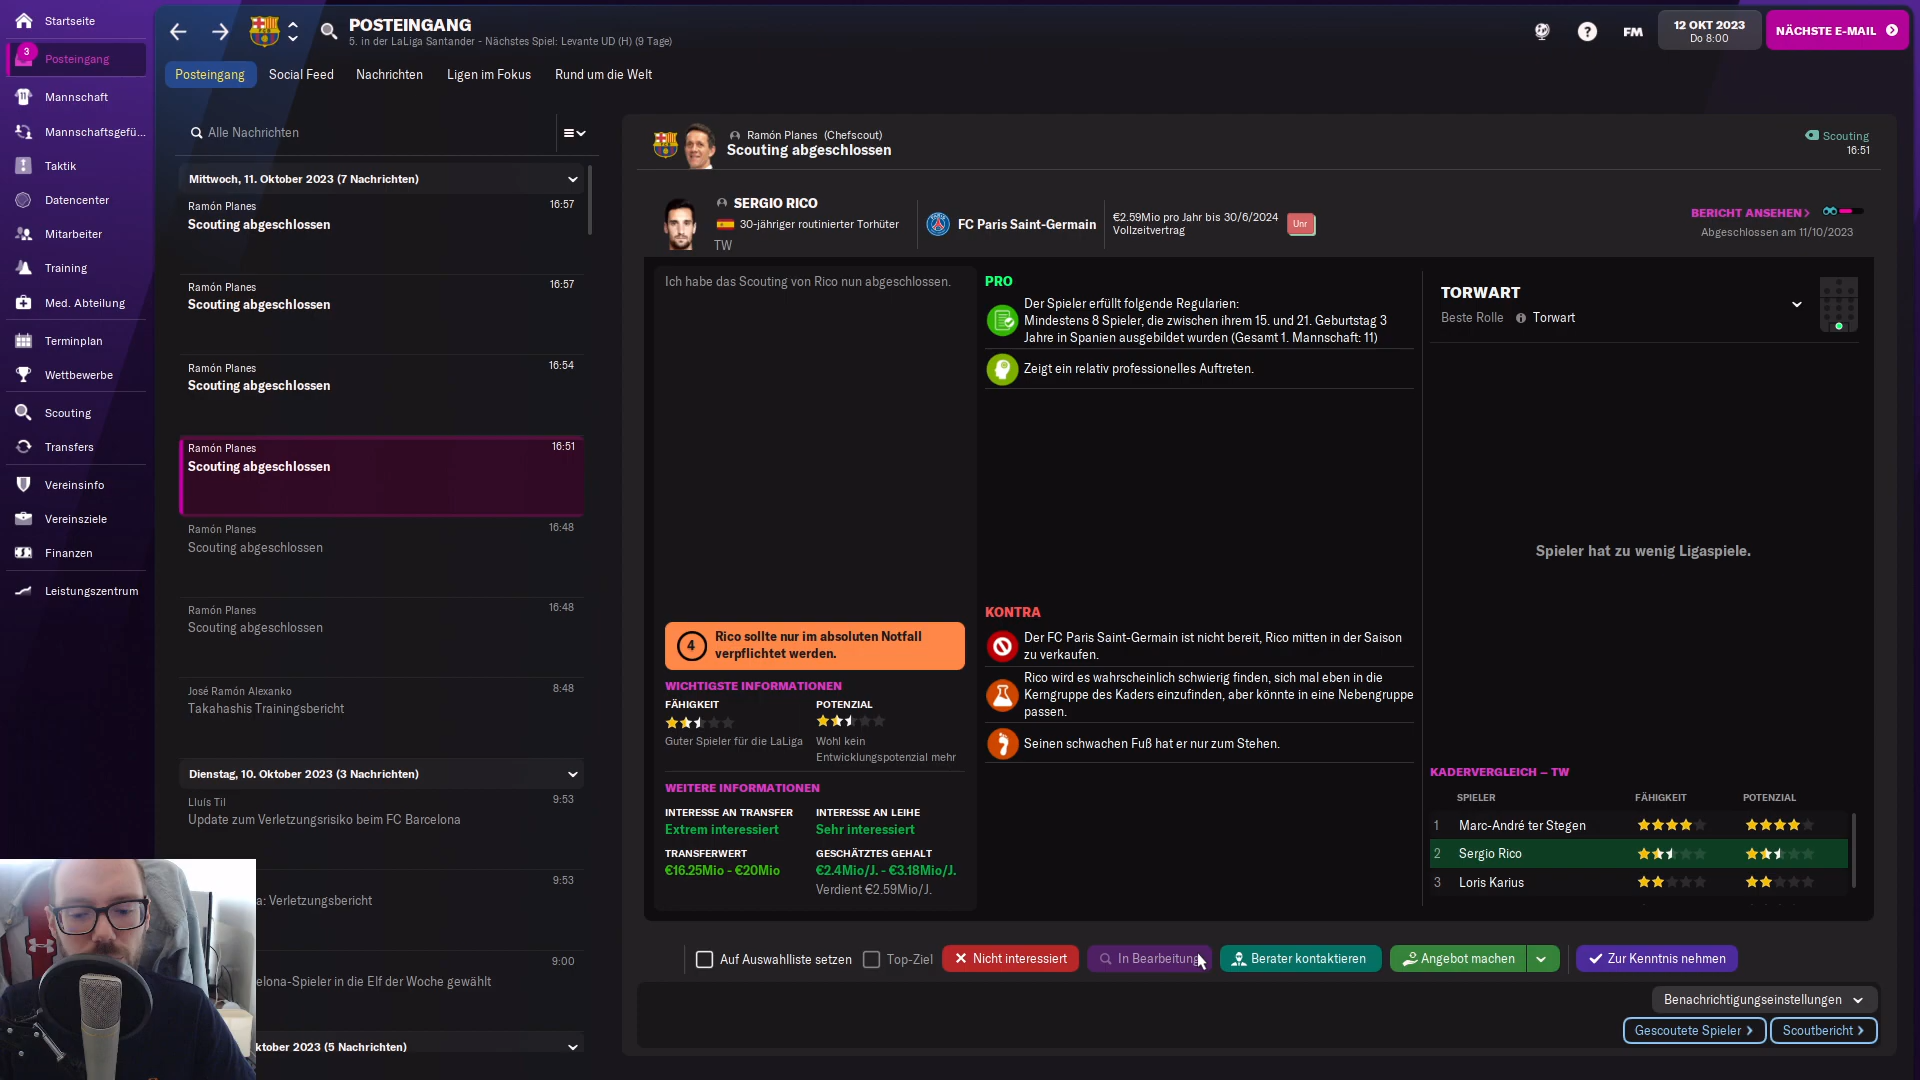 Startseite
3
Posteingang
Mannschaft
Mannschaftsgefü...
Taktik
Datencenter
Mitarbeiter
Training
Med. Abteilung
Terminplan
Wettbewerbe
Scouting
Transfers
Vereinsinfo
Vereinsziele
Finanzen
Leistungszentrum
POSTEINGANG
5. in der LaLiga Santander - Nächstes Spiel: Levante UD (H) (9 Tage)
FM
12 OKT 2023
Do 8:00
NÄCHSTE E-MAIL
Posteingang
Social Feed
Nachrichten
Ligen im Fokus
Rund um die Welt
Alle Nachrichten
Mittwoch, 11. Oktober 2023 (7 Nachrichten)
Ramón Planes 16:57
Scouting abgeschlossen
Ramón Planes 16:57
Scouting abgeschlossen
Ramón Planes 16:54
Scouting abgeschlossen
Ramón Planes 16:51
Scouting abgeschlossen
Ramón Planes 16:48
Scouting abgeschlossen
Ramón Planes 16:48
Scouting abgeschlossen
José Ramón Alexanko 8:48
Takahashis Trainingsbericht
Dienstag, 10. Oktober 2023 (3 Nachrichten)
Lluís Til 9:53
Update zum Verletzungsrisiko beim FC Barcelona
9:53
a: Verletzungsbericht
9:00
elona-Spieler in die Elf der Woche gewählt
ktober 2023 (5 Nachrichten)
Ramón Planes (Chefscout)
Scouting abgeschlossen
Scouting
16:51
SERGIO RICO
30-jähriger routinierter Torhüter
TW
FC Paris Saint-Germain
€2.59Mio pro Jahr bis 30/6/2024
Vollzeitvertrag
Unr
BERICHT ANSEHEN >
Abgeschlossen am 11/10/2023
Ich habe das Scouting von Rico nun abgeschlossen.
4
Rico sollte nur im absoluten Notfall
verpflichtet werden.
WICHTIGSTE INFORMATIONEN
FÄHIGKEIT
Guter Spieler für die LaLiga
POTENZIAL
Wohl kein
Entwicklungspotenzial mehr
WEITERE INFORMATIONEN
INTERESSE AN TRANSFER
Extrem interessiert
INTERESSE AN LEIHE
Sehr interessiert
TRANSFERWERT
€16.25Mio - €20Mio
GESCHÄTZTES GEHALT
€2.4Mio/J. - €3.18Mio/J.
Verdient €2.59Mio/J.
PRO
Der Spieler erfüllt folgende Regularien:
Mindestens 8 Spieler, die zwischen ihrem 15. und 21. Geburtstag 3
Jahre in Spanien ausgebildet wurden (Gesamt 1. Mannschaft: 11)
Zeigt ein relativ professionelles Auftreten.
KONTRA
Der FC Paris Saint-Germain ist nicht bereit, Rico mitten in der Saison
zu verkaufen.
Rico wird es wahrscheinlich schwierig finden, sich mal eben in die
Kerngruppe des Kaders einzufinden, aber könnte in eine Nebengruppe
passen.
Seinen schwachen Fuß hat er nur zum Stehen.
TORWART
Beste Rolle Torwart
Spieler hat zu wenig Ligaspiele.
KADERVERGLEICH – TW
SPIELER FÄHIGKEIT POTENZIAL
1 Marc-André ter Stegen
2 Sergio Rico
3 Loris Karius
Auf Auswahlliste setzen
Top-Ziel
Nicht interessiert
In Bearbeitung
Berater kontaktieren
Angebot machen
Zur Kenntnis nehmen
Benachrichtigungseinstellungen
Gescoutete Spieler >
Scoutbericht >